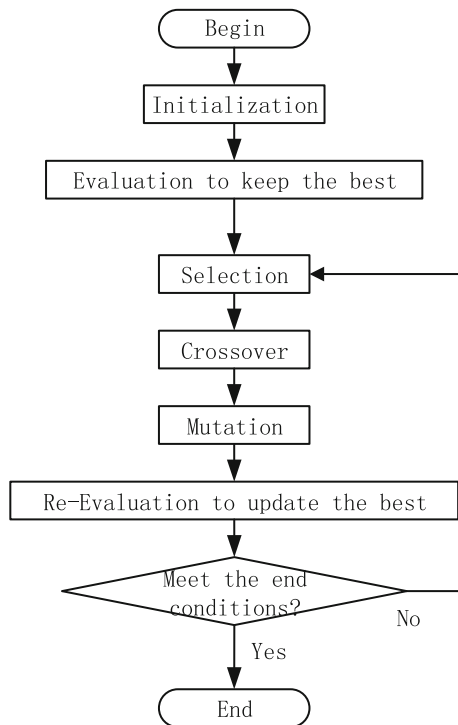 Begin
Initialization
Evaluation to keep the best
Selection
Crossover
Mutation
Re-Evaluation to update the best
Meet the end
conditions?
No
Yes
End